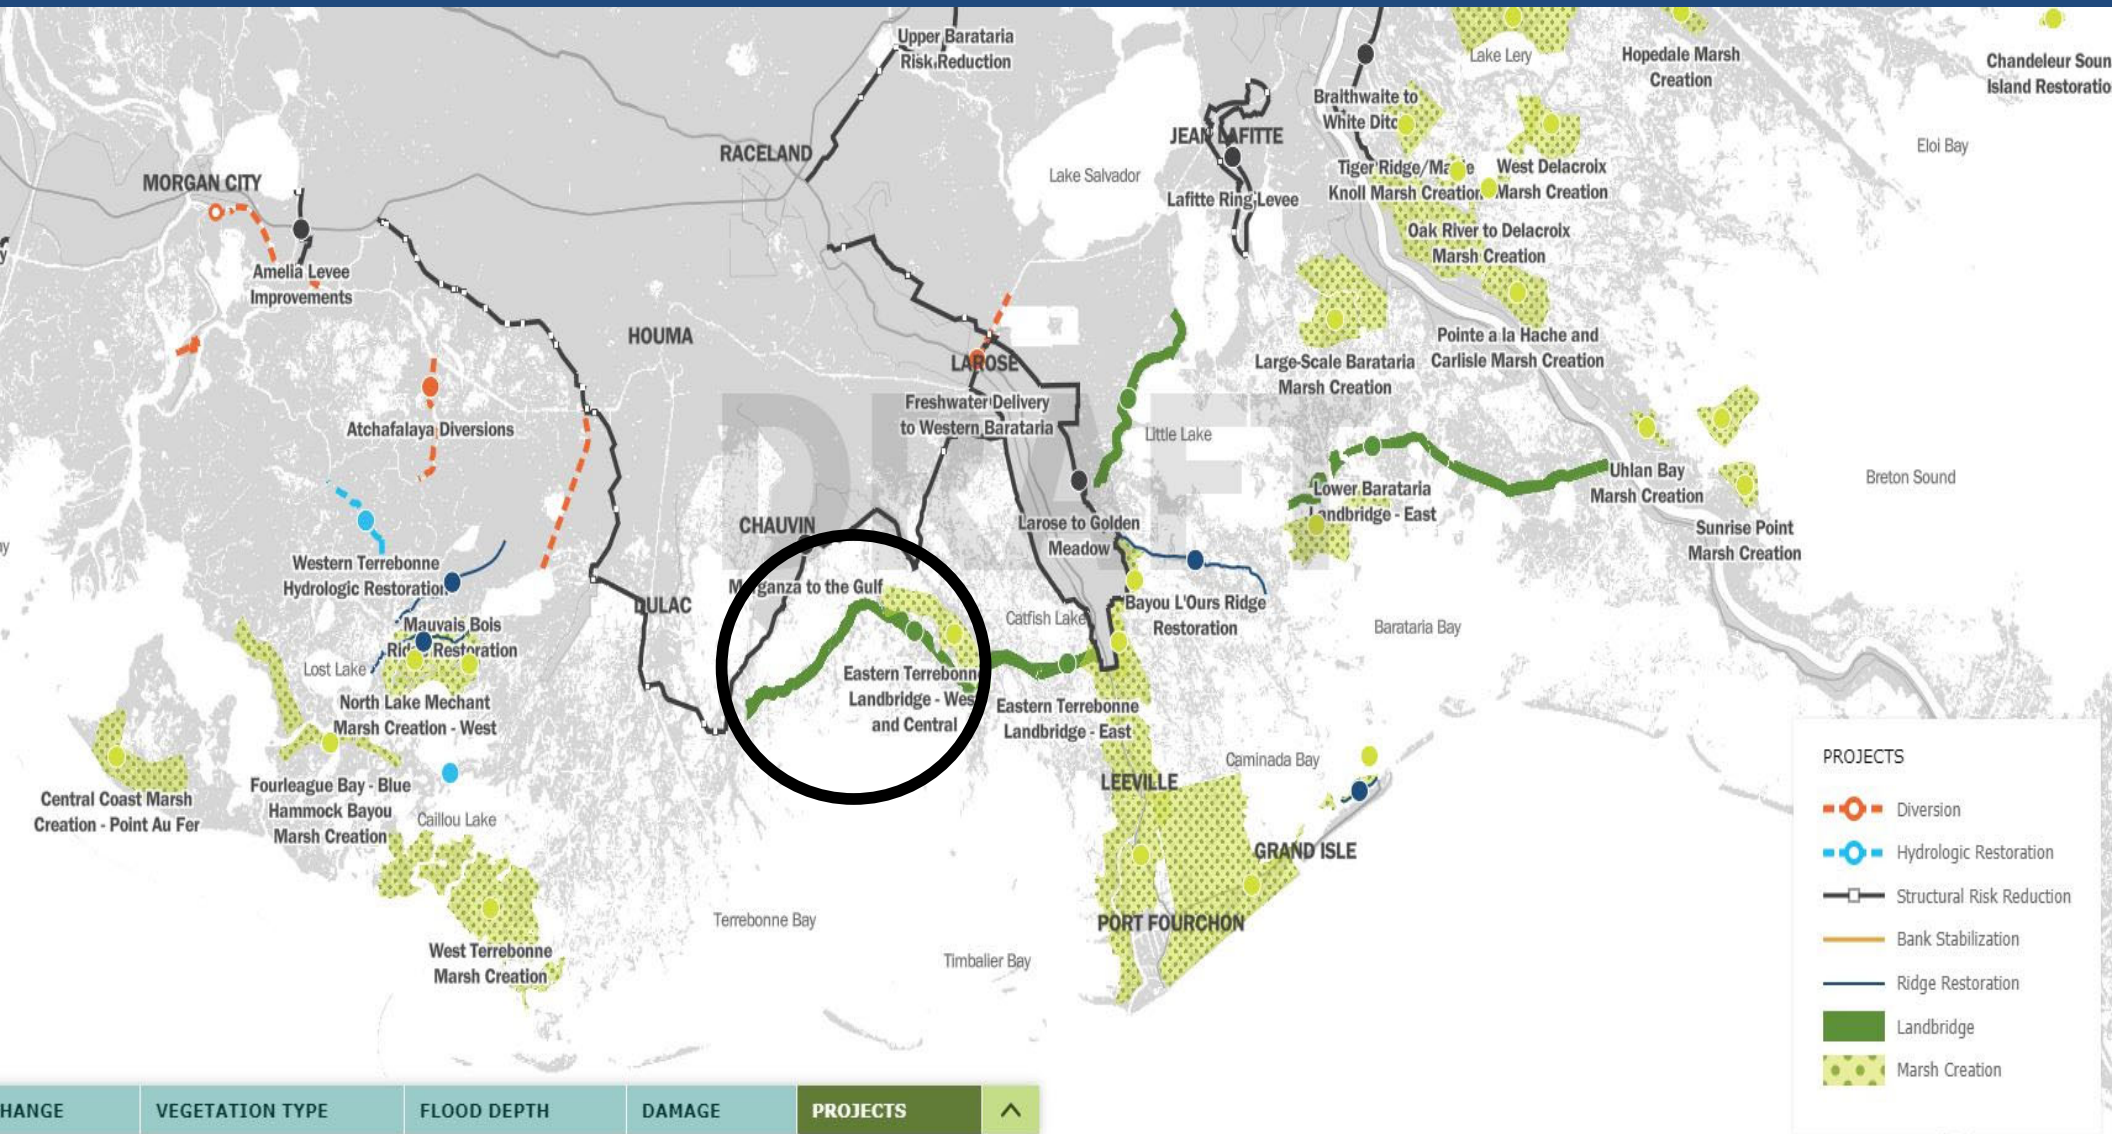 Upper Barataria
Risk Reduction
Lake Lery
Hopedale Marsh
Creation
Chandeleur Soun
Island Restoratio
Braithwaite to
White Ditc
JEAN LAFITTE
Eloi Bay
RACELAND
Lake Salvador
Tiger Ridge/Ma e
Knoll Marsh Creation
West Delacroix
Marsh Creation
MORGAN CITY
Lafitte Ring Levee
Oak River to Delacroix
Marsh Creation
y
Amelia Levee
Improvements
HOUMA
LAROSE
Large-Scale Barataria
Marsh Creation
Pointe a la Hache and
Carlisle Marsh Creation
Freshwater Delivery
to Western Barataria
Atchafalaya Diversions
Little Lake
DRAFT
Uhlan Bay
Marsh Creation
Breton Sound
Lower Barataria
Landbridge - East
CHAUVIN
Larose to Golden
Meadow
Sunrise Point
Marsh Creation
y
Western Terrebonne
Hydrologic Restoration
Morganza to the Gulf
DULAC
Catfish Lake
Bayou L'Ours Ridge
Restoration
Barataria Bay
Mauvais Bois
Ridge Restoration
Lost Lake
North Lake Mechant
Marsh Creation - West
Eastern Terrebonne
Landbridge - Wes
and Central
Eastern Terrebonne
Landbridge - East
Caminada Bay
LEEVILLE
Central Coast Marsh
Creation - Point Au Fer
Fourleague Bay - Blue
Hammock Bayou
Marsh Creation
Caillou Lake
GRAND ISLE
Terrebonne Bay
PORT FOURCHON
West Terrebonne
Marsh Creation
Timbalier Bay
PROJECTS
Diversion
Hydrologic Restoration
Structural Risk Reduction
Bank Stabilization
Ridge Restoration
Landbridge
Marsh Creation
HANGE
VEGETATION TYPE
FLOOD DEPTH
DAMAGE
PROJECTS